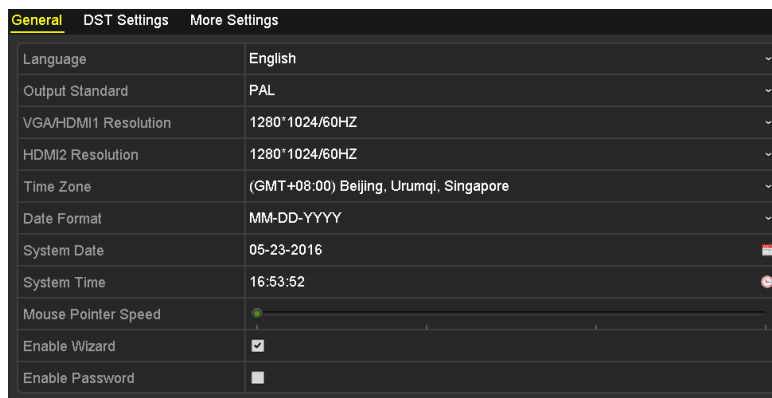 General DST Settings More Settings
Language English
Output Standard PAL
VGA/HDMI1 Resolution 1280*1024/60HZ
HDMI2 Resolution 1280*1024/60HZ
Time Zone (GMT+08:00) Beijing, Urumqi, Singapore
Date Format MM-DD-YYYY
System Date 05-23-2016
System Time 16:53:52
Mouse Pointer Speed
Enable Wizard
Enable Password